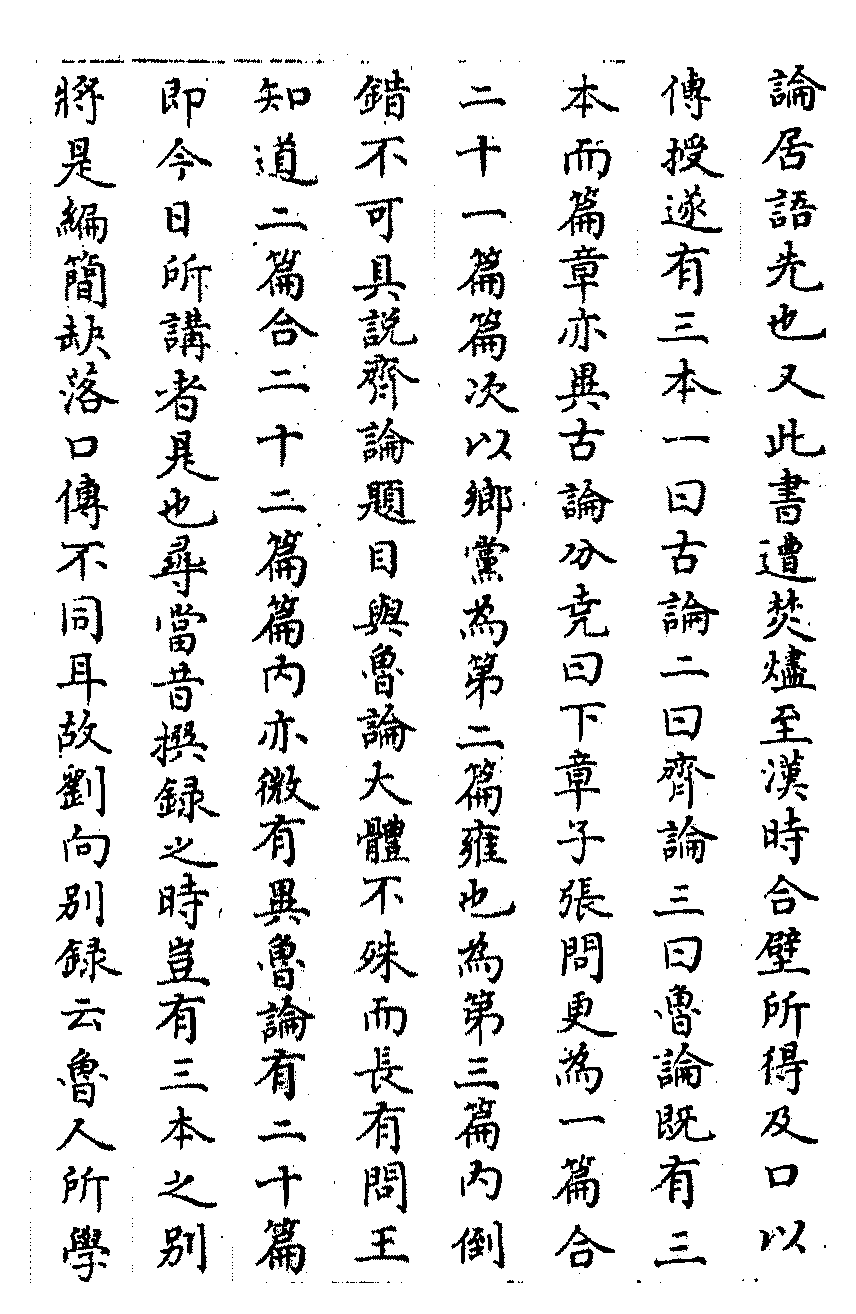 論居語先也又此書遭焚燼至漢時合壁所得及口以
傳授遂有三本一曰古論二曰齊論三曰魯論既有三
本而篇章亦異古論分尭曰下章子張問更為一篇合
二十一篇篇次以鄉黨為第二篇雍也為第三篇内倒
錯不可具説齊論題目與魯論大體不殊而長有問王
知道二篇合二十二篇篇内亦微有異魯論有二十篇
即今日所講者是也尋當昔撰録之時豈有三本之别
將是編簡缺落口傳不同耳故劉向别録云魯人所學